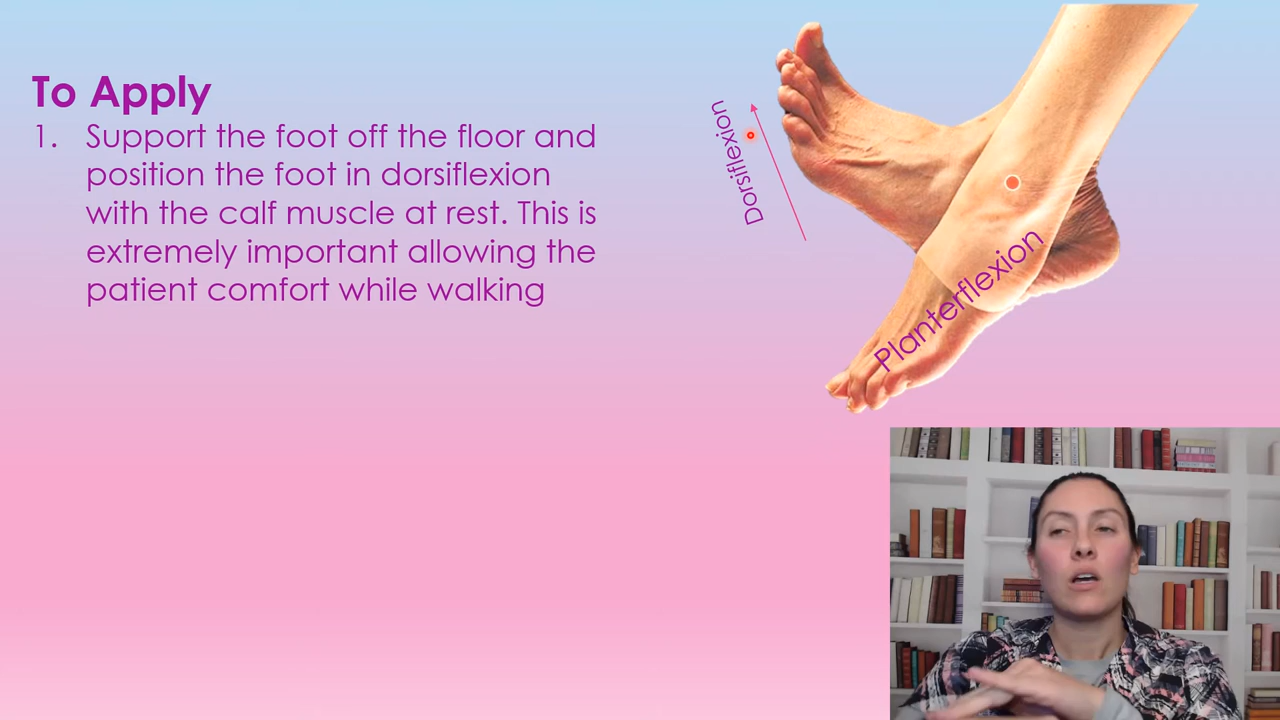 To Apply
1. Support the foot off the floor and
position the foot in dorsiflexion
with the calf muscle at rest. This is
extremely important allowing the
patient comfort while walking
Dorsiflexion
Planterflexion